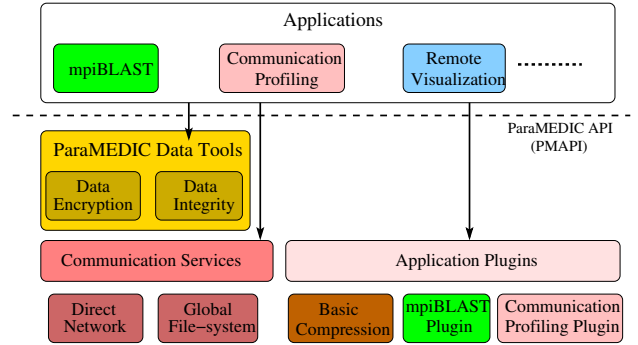 Applications
mpiBLAST
Communication
Profiling
Remote
Visualization
ParaMEDIC API
(PMAPI)
ParaMEDIC Data Tools
Data
Encryption
Data
Integrity
Communication Services
Application Plugins
Direct
Network
Global
File-system
Basic
Compression
mpiBLAST
Plugin
Communication
Profiling Plugin